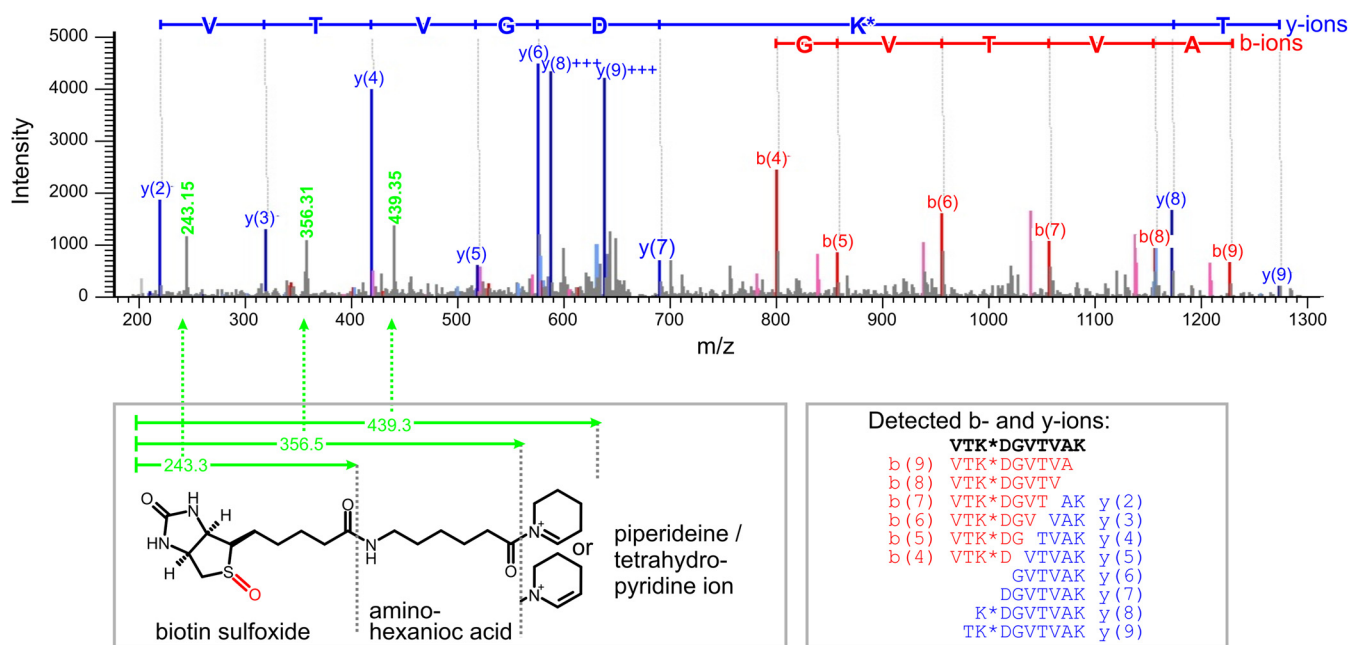 V T V G D K* T y-ions
G V T V A b-ions
5000
4000
3000
2000
1000
0
Intensity
y(2)-
243.15
y(3)-
356.31
y(4)
439.35
y(5)
y(6)
y(8)+++
y(9)+++
y(7)
b(4)-
b(5)
b(6)
b(7)
b(8)
y(8)
b(9)
y(9)
200 300 400 500 600 700 800 900 1000 1100 1200 1300
m/z
439.3
356.5
243.3
O
H
N
H
HN
H
S
O
O
N
H
O
N+
or
N+
piperideine /
tetrahydro-
pyridine ion
biotin sulfoxide
amino-
hexanioc acid
Detected b- and y-ions:
VTK*DGVTVAK
b(9) VTK*DGVTVA
b(8) VTK*DGVTV
b(7) VTK*DGVT AK y(2)
b(6) VTK*DGV VAK y(3)
b(5) VTK*DG TVAK y(4)
b(4) VTK*D VTVAK y(5)
GVTVAK y(6)
DGVTVAK y(7)
K*DGVTVAK y(8)
TK*DGVTVAK y(9)